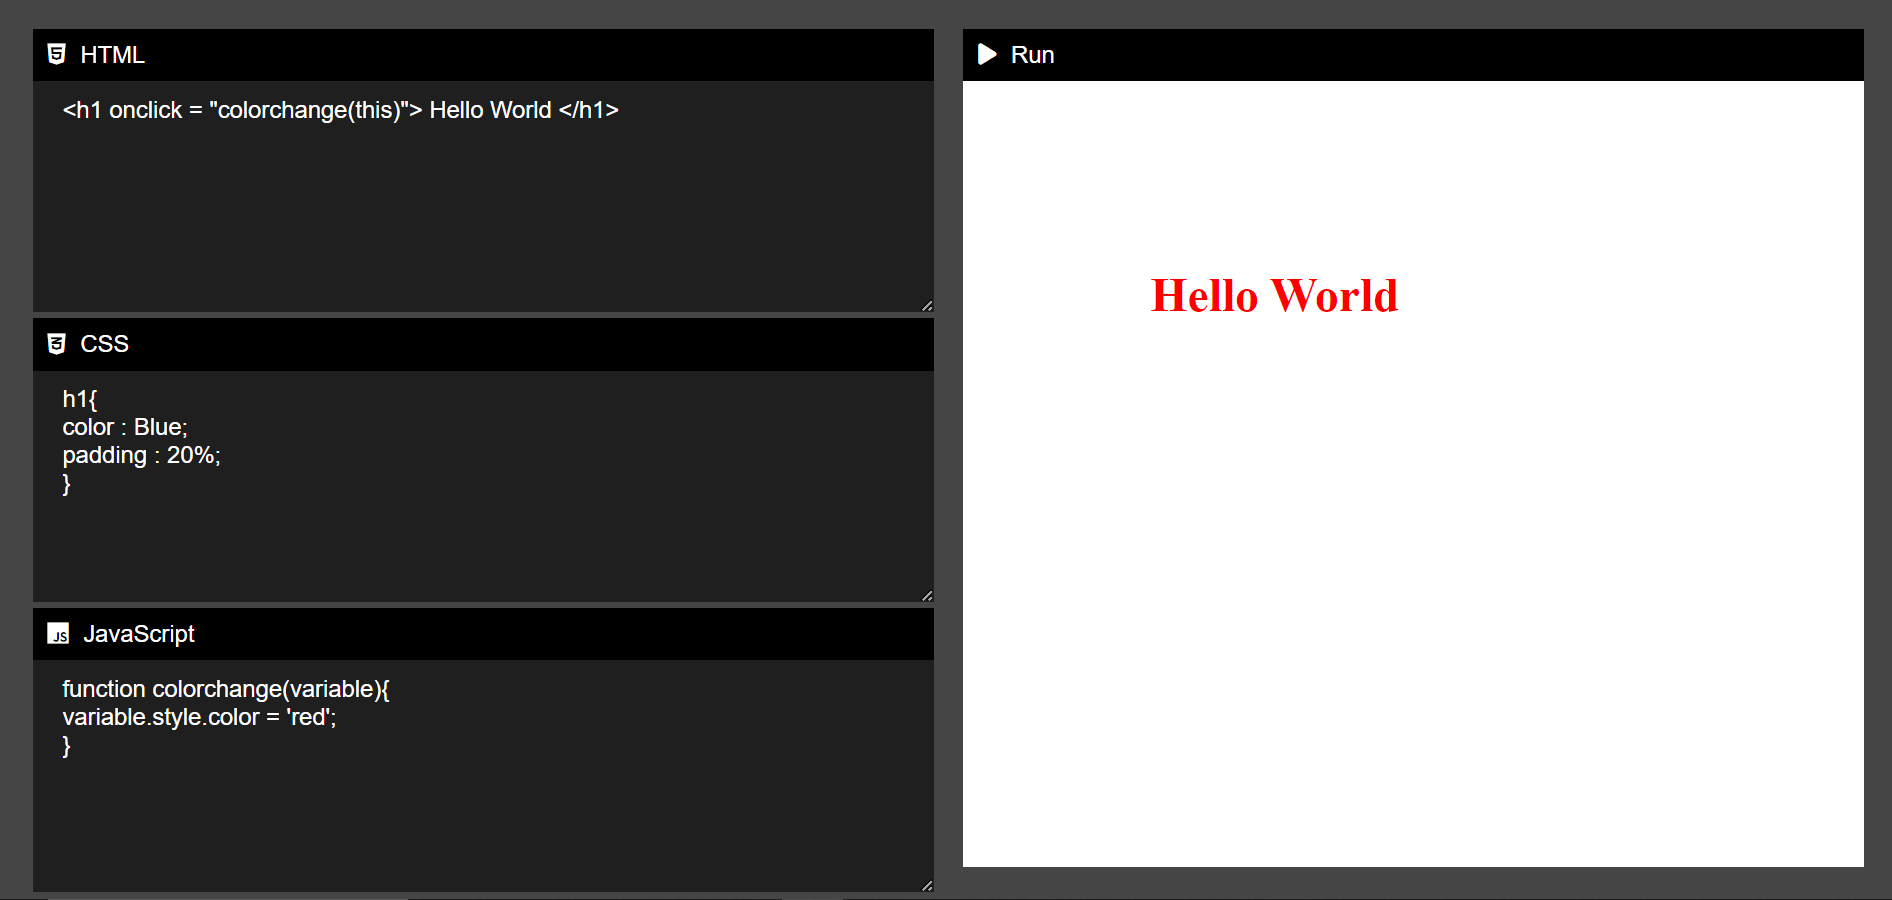 HTML
<h1 onclick = "colorchange(this)"> Hello World </h1>
CSS
h1{
color : Blue;
padding : 20%;
}
JS JavaScript
function colorchange(variable){
variable.style.color = 'red';
}
Run
Hello World